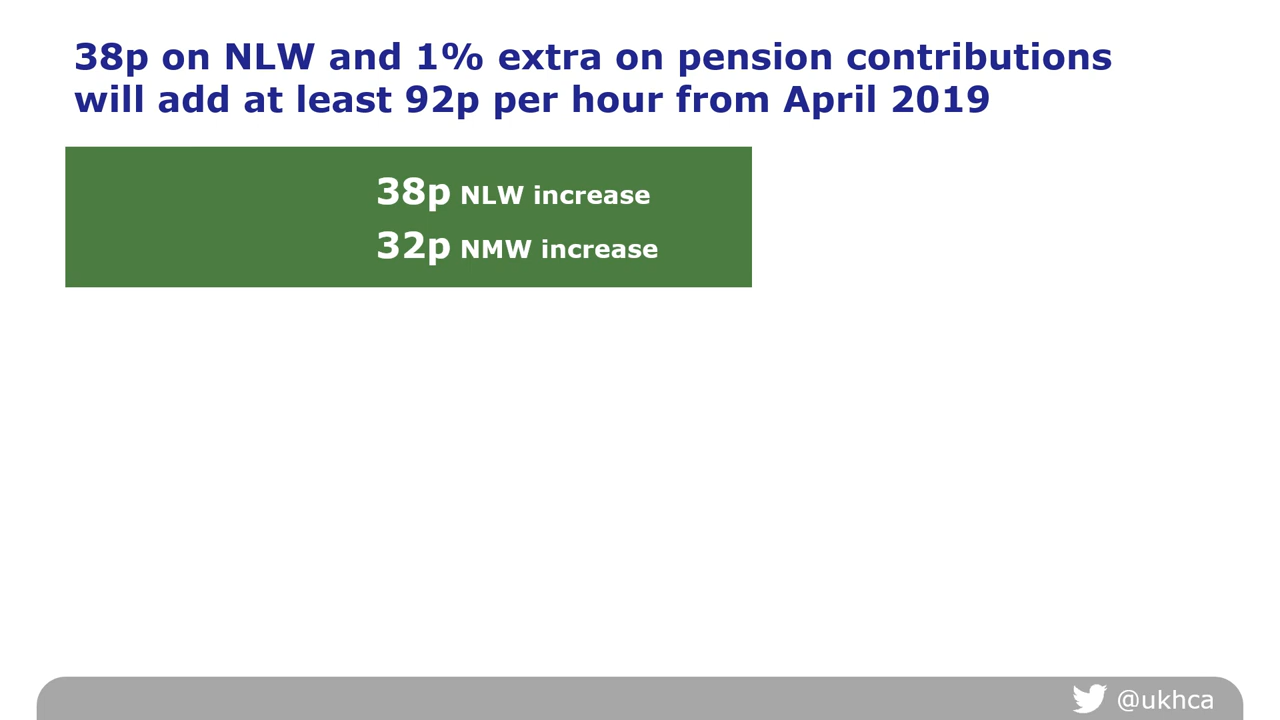 38p on NLW and 1% extra on pension contributions
will add at least 92p per hour from April 2019
38p NLW increase
32p NMW increase
@ukhca